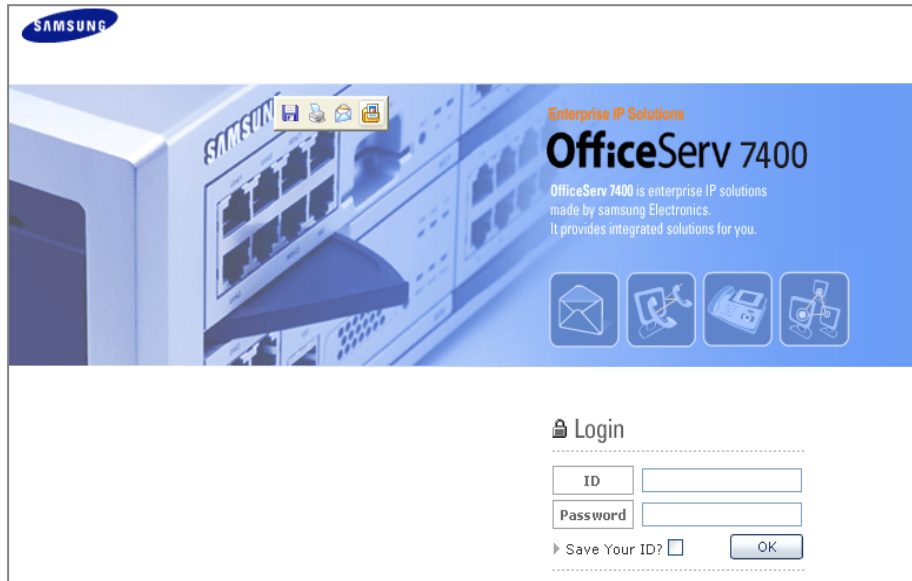 SAMSUNG
SAMSUN
Enterprise IP Solutions
OfficeServ 7400
OfficeServ 7400 is enterprise IP solutions
made by samsung Electronics.
It provides integrated solutions for you.
Login
ID
Password
Save Your ID?
OK